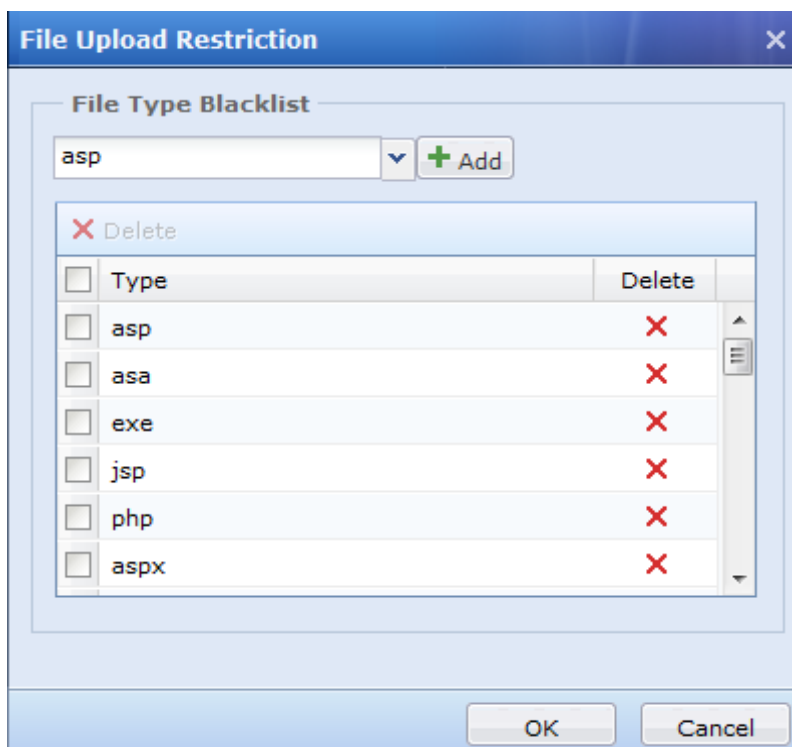 File Upload Restriction
File Type Blacklist
asp
Add
Delete
Type Delete
asp
asa
exe
jsp
php
aspx
OK Cancel